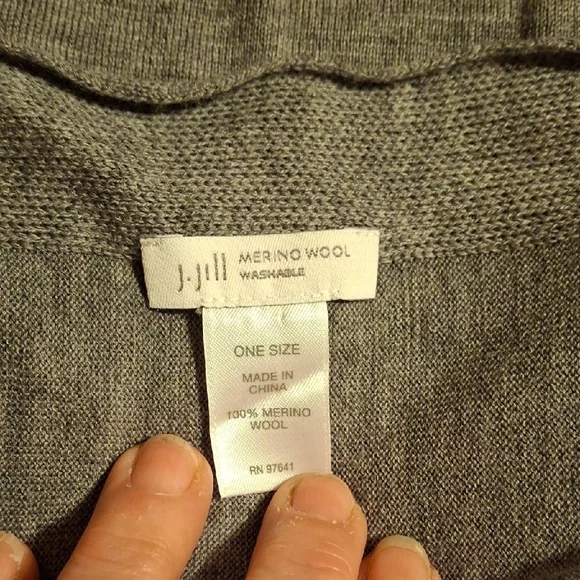 j.jill MERINO WOOL
WASHABLE
ONE SIZE
MADE IN
CHINA
100% MERINO
WOOL
RN 97641